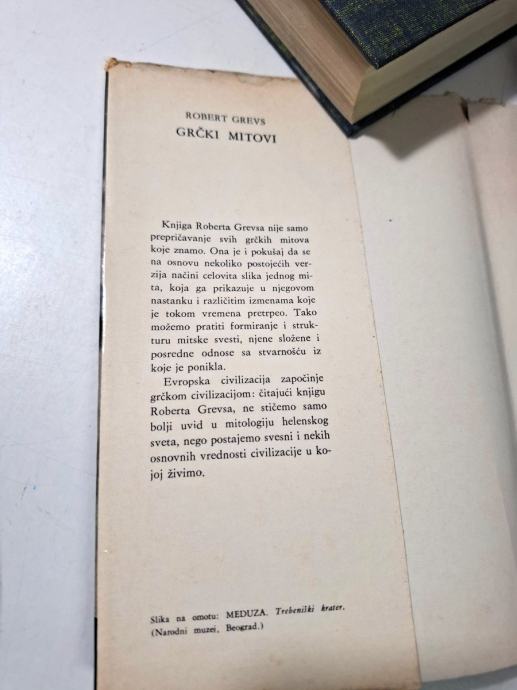 ROBERT GREVS
GRČKI MITOVI
Knjiga Roberta Grevsa nije samo
prepričavanje svih grčkih mitova
koje znamo. Ona je i pokušaj da se
na osnovu nekoliko postojećih ver-
zija načini celovita slika jednog mi-
ta, koja ga prikazuje u njegovom
nastanku i različitim izmenama koje
je tokom vremena pretrpeo. Tako
možemo pratiti formiranje i struk-
turu mitske svesti, njene složene i
posredne odnose sa stvarnošću iz
koje je ponikla.
Evropska civilizacija započinje
grčkom civilizacijom: čitajući knjigu
Roberta Grevsa, ne stičemo samo
bolji uvid u mitologiju helenskog
sveta, nego postajemo svesni i nekih
osnovnih vrednosti civilizacije u ko-
joj živimo.
Slika na omotu: MEDUZA. Trebeniški krater.
(Narodni muzej, Beograd.)